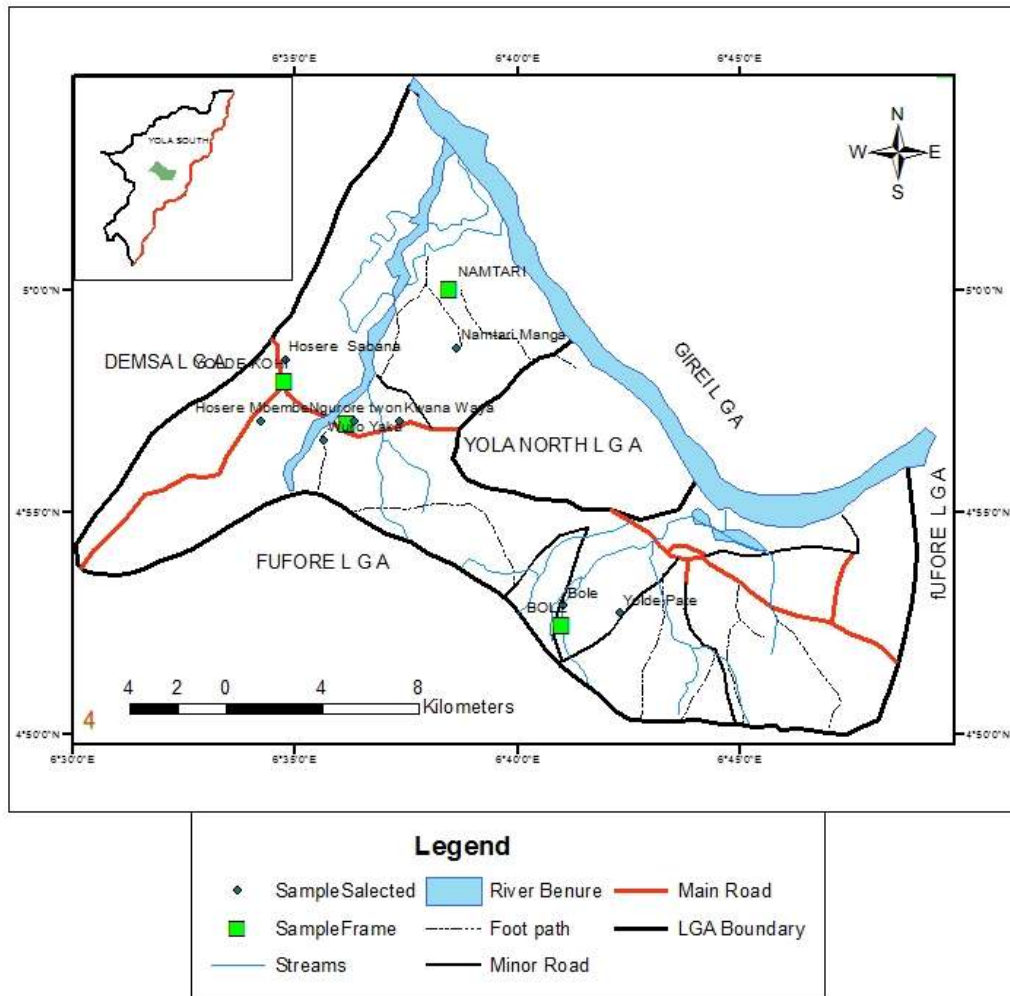 6°35'0"E 6°40'0"E 6°45'0"E
YOLA SOUTH
N
W E
S
NAMTARI
5°0'0"N 5°0'0"N
Namtari Manga
Hosere Sabana
DEMSA L G A
GIREI L G A
Hosere Mbembe Ngurore twon Kwana Waya
Wuro Yaka
YOLA NORTH L G A
fUFORE L G A
4°55'0"N 4°55'0"N
FUFORE L G A
Bole
BOLE Yolde-Pate
4 2 0 4 8
Kilometers
4
4°50'0"N 4°50'0"N
6°30'0"E 6°35'0"E 6°40'0"E 6°45'0"E
Legend
SampleSalected River Benure Main Road
SampleFrame Foot path LGA Boundary
Streams Minor Road